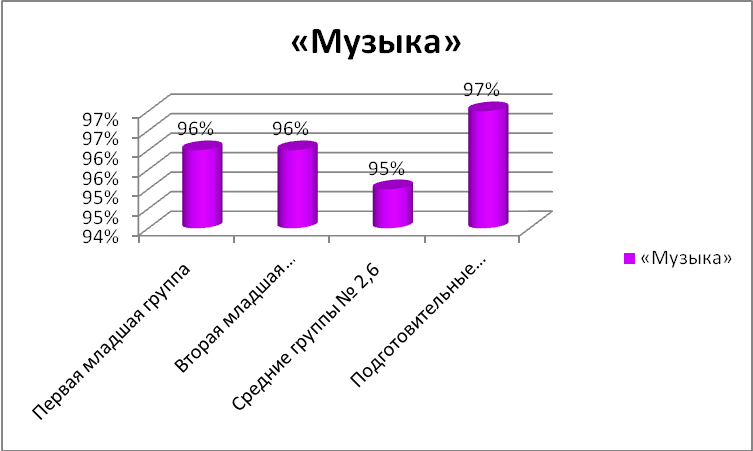 «Музыка»
97%
97%
96%
96%
95%
95%
94%
96%
96%
95%
97%
Первая младшая группа
Вторая младшая...
Средние группы № 2,6
Подготовительные...
«Музыка»